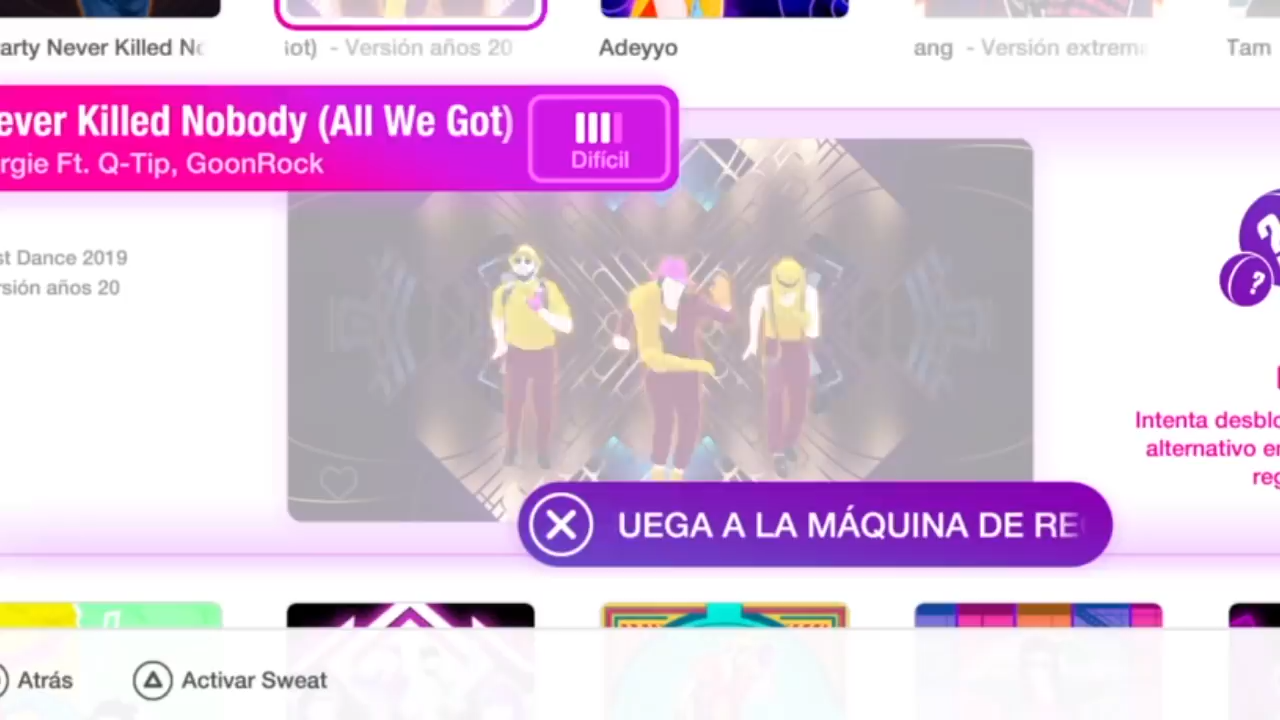 arty Never Killed No
iot) - Versión años 20
Adeyyo
ang - Versión extrem
Tam
ever Killed Nobody (All We Got)
rgie Ft. Q-Tip, GoonRock
Difícil
st Dance 2019
rsión años 20
Intenta desblo
alternativo e
reg
UEGA A LA MÁQUINA DE RE
Atrás
Activar Sweat